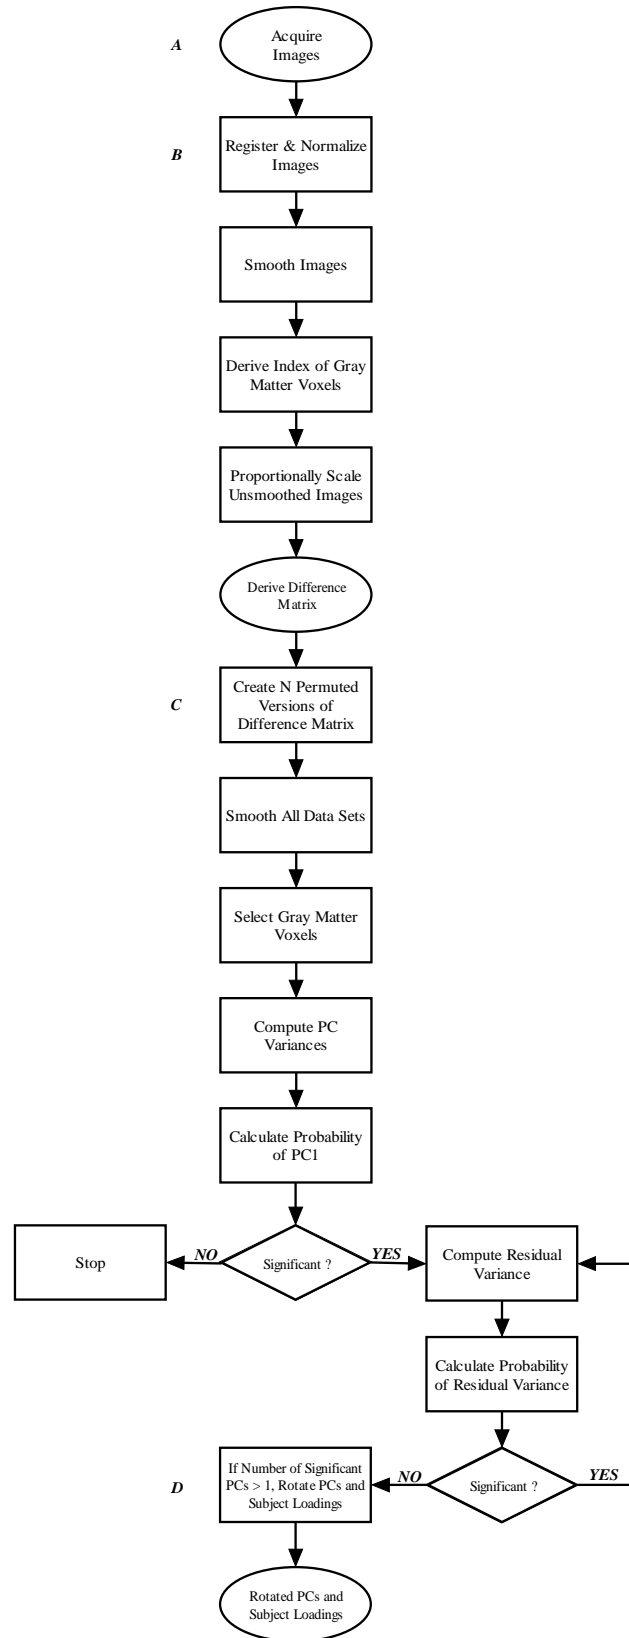 A
Acquire
Images
B
Register & Normalize
Images
Smooth Images
Derive Index of Gray
Matter Voxels
Proportionally Scale
Unsmoothed Images
Derive Difference
Matrix
C
Create N Permuted
Versions of
Difference Matrix
Smooth All Data Sets
Select Gray Matter
Voxels
Compute PC
Variances
Calculate Probability
of PC1
Stop
NO
Significant ?
YES
Compute Residual
Variance
Calculate Probability
of Residual Variance
D
If Number of Significant
PCs > 1, Rotate PCs and
Subject Loadings
NO
Significant ?
YES
Rotated PCs and
Subject Loadings